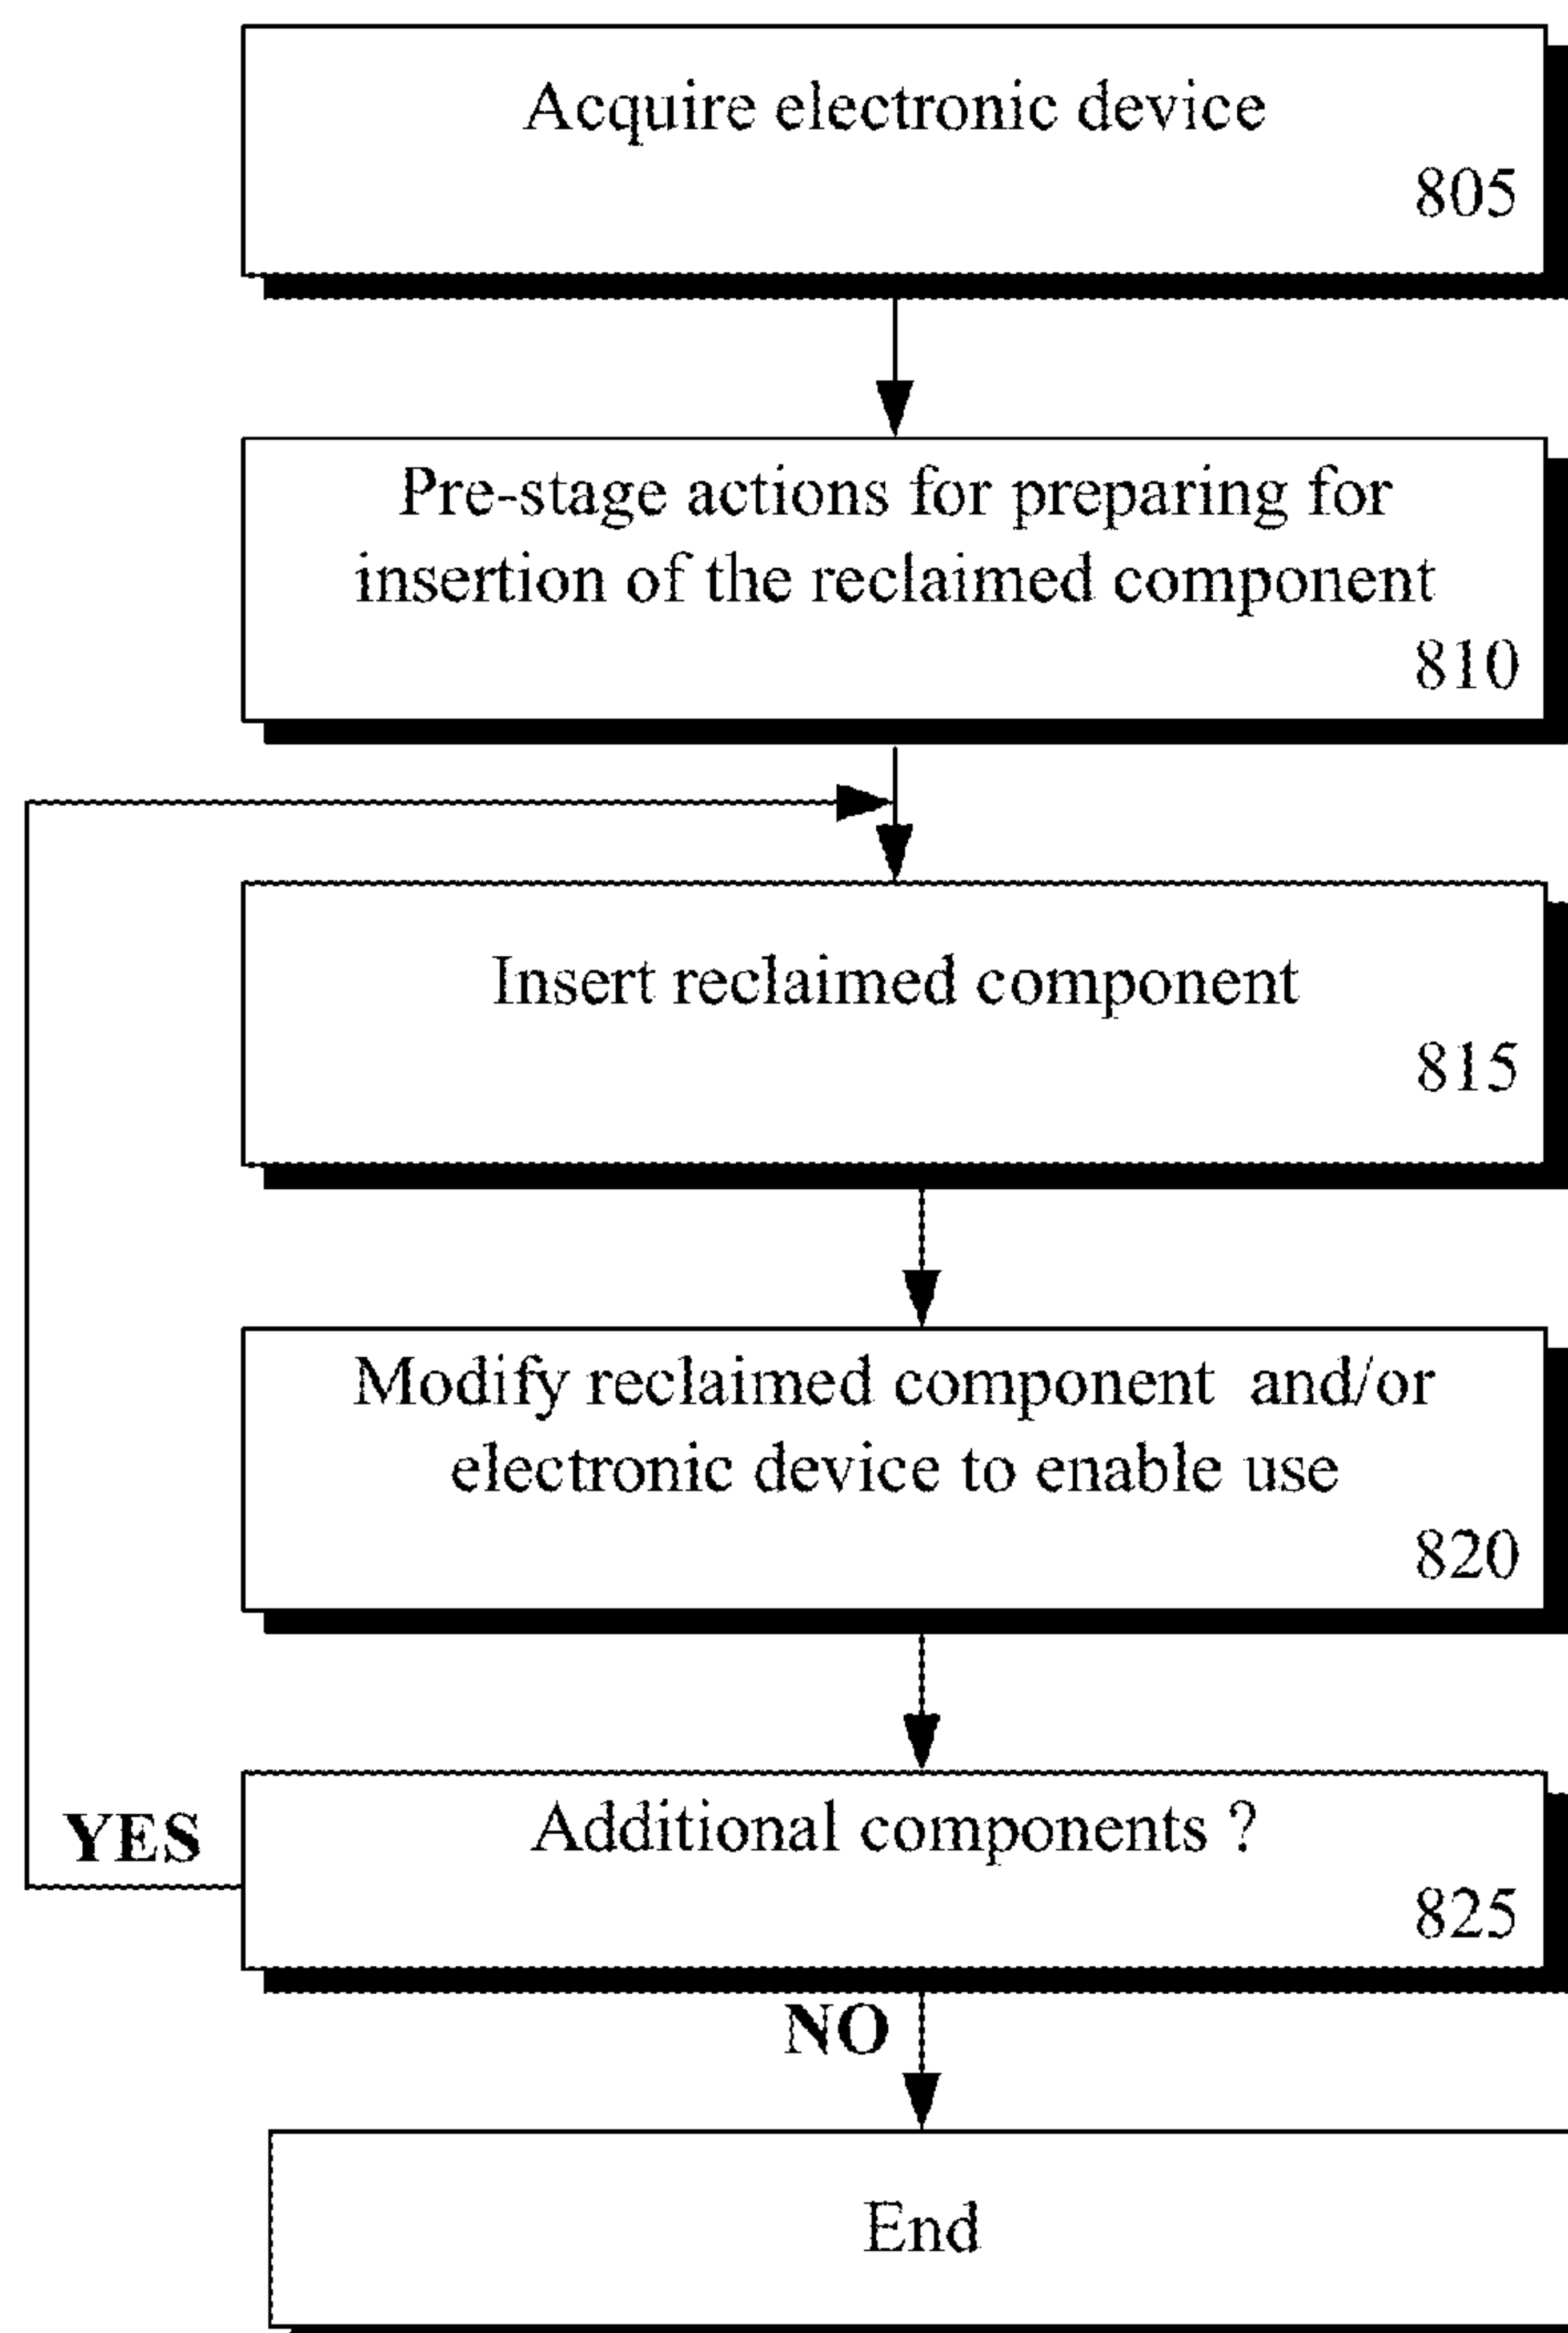 Acquire electronic device
805
Pre-stage actions for preparing for
insertion of the reclaimed component
810
Insert reclaimed component
815
Modify reclaimed component and/or
electronic device to enable use
820
Additional components ?
YES
825
NO
End